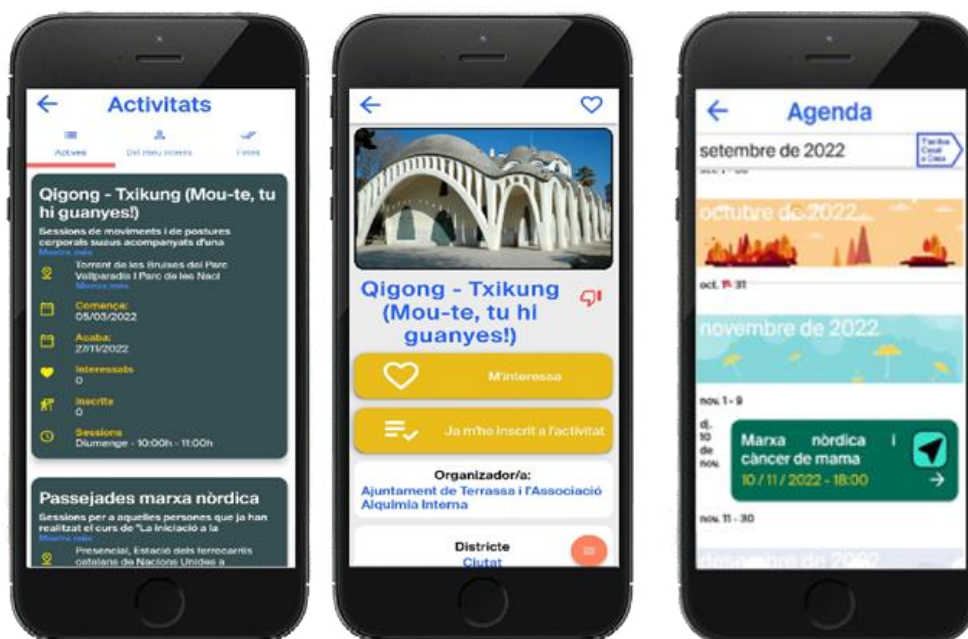 Activitats
Actives
Del meu interès
Fetes
Qigong - Txikung (Mou-te, tu
hi guanyes!)
Sessions de moviments i de postures
corporals suaus acompanyats d'una
Mostra més
Torrent de les Bruixes del Parc
Vallparadís I Parc de les Naci
Mostra més
Comença:
05/03/2022
Acaba:
27/11/2022
Interessats
0
Inscrits
0
Sessions
Diumenge - 10:00h - 11:00h
Passejades marxa nòrdica
Sessions per a aquelles persones que ja han
realitzat el curs de "La iniciació a la
Mostra més
Presencial, Estació dels ferrocarrils
catalans de Nacions Unides a
Qigong - Txikung
(Mou-te, tu hi
guanyes!)
M'interessa
Ja m'he inscrit a l'activitat
Organizador/a:
Ajuntament de Terrassa i l'Associació
Alquimia Interna
Districte
Ciutat
Agenda
setembre de 2022
octubre de 2022
oct. 31
novembre de 2022
nov. 1 - 9
dj.
10
de
nov.
Marxa nòrdica i
càncer de mama
10 / 11 / 2022 - 18:00
nov. 11 - 30
desembre de 2022